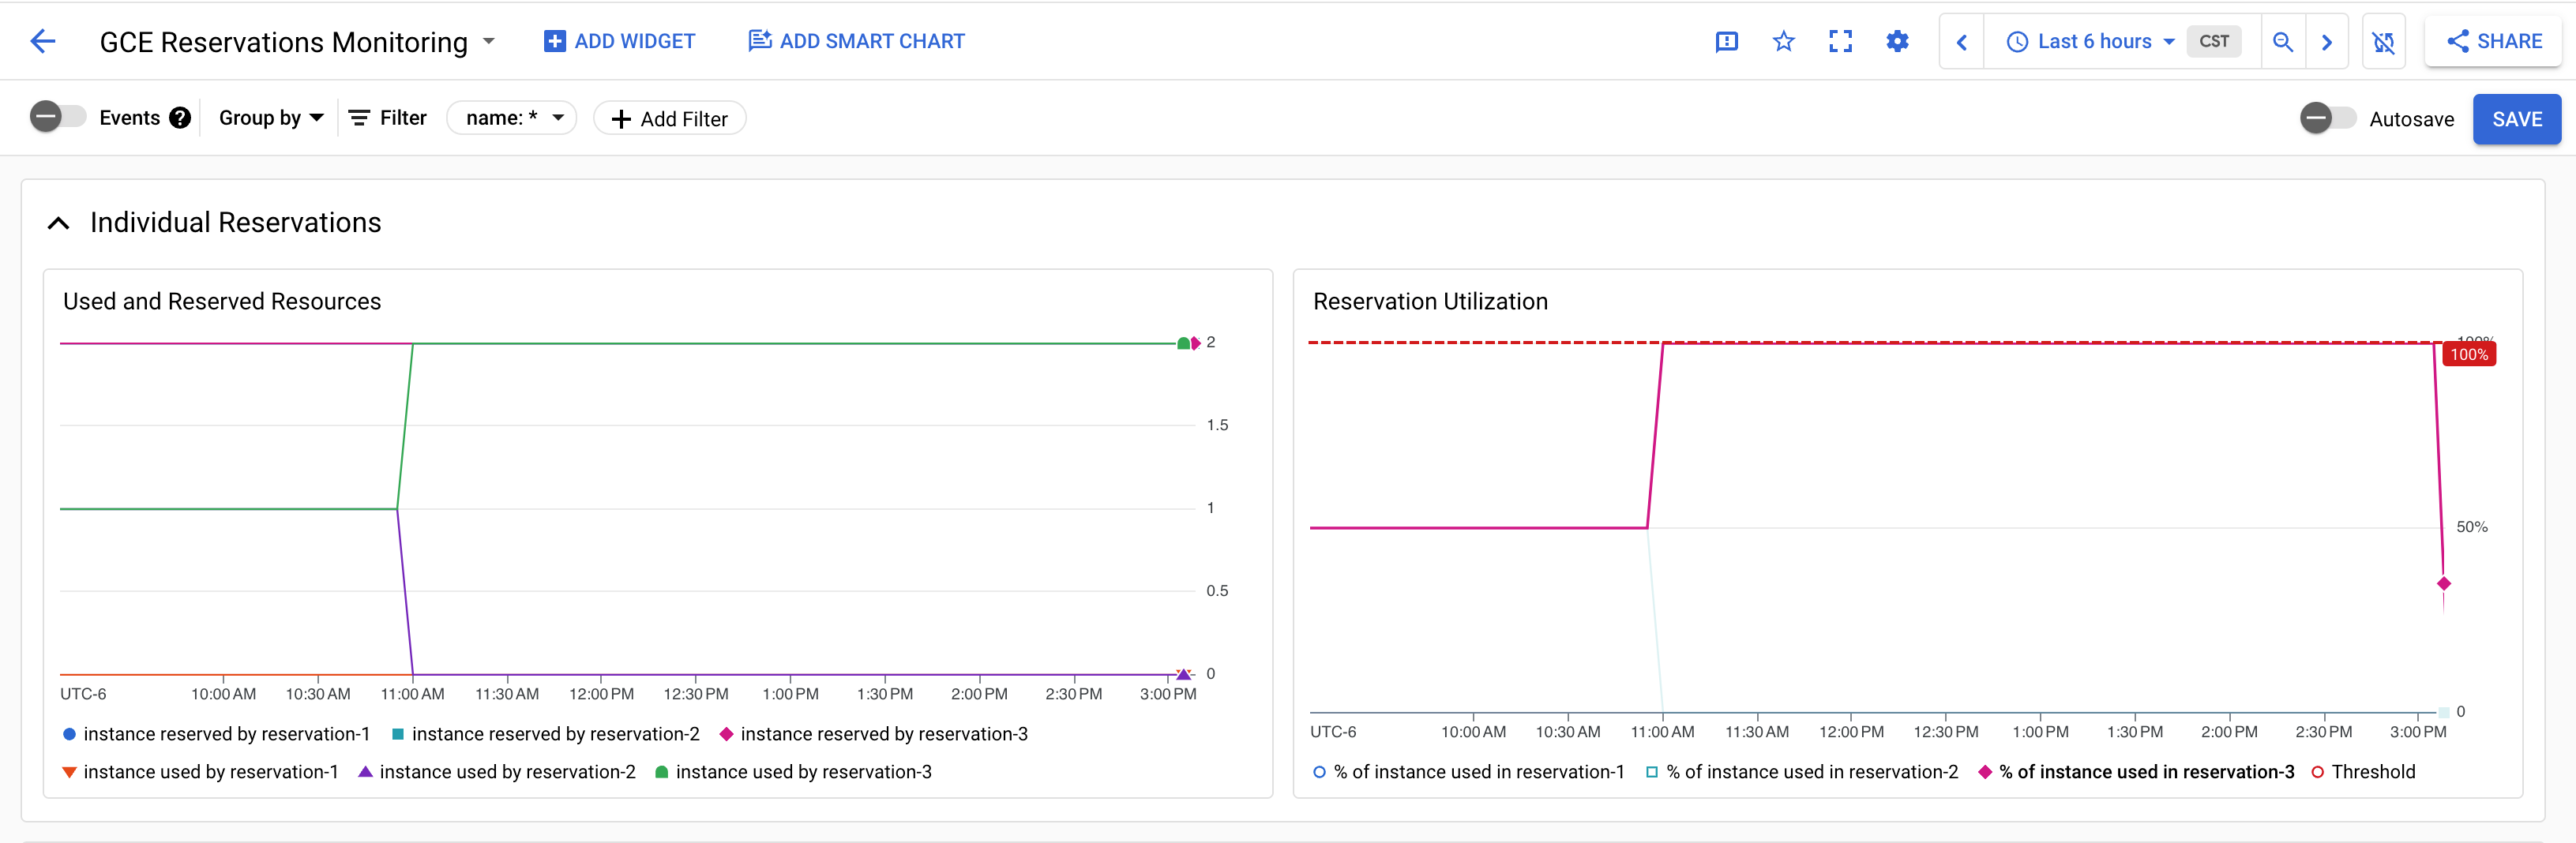 GCE Reservations Monitoring ADD WIDGET ADD SMART CHART Last 6 hours CST SHARE
Events Group by Filter name: * Add Filter Autosave SAVE
Individual Reservations
Used and Reserved Resources
2
1.5
1
0.5
0
UTC-6 10:00 AM 10:30 AM 11:00 AM 11:30 AM 12:00 PM 12:30 PM 1:00 PM 1:30 PM 2:00 PM 2:30 PM 3:00 PM
instance reserved by reservation-1 instance reserved by reservation-2 instance reserved by reservation-3
instance used by reservation-1 instance used by reservation-2 instance used by reservation-3
Reservation Utilization
100%
100%
50%
0
UTC-6 10:00 AM 10:30 AM 11:00 AM 11:30 AM 12:00 PM 12:30 PM 1:00 PM 1:30 PM 2:00 PM 2:30 PM 3:00 PM
% of instance used in reservation-1 % of instance used in reservation-2 % of instance used in reservation-3 Threshold